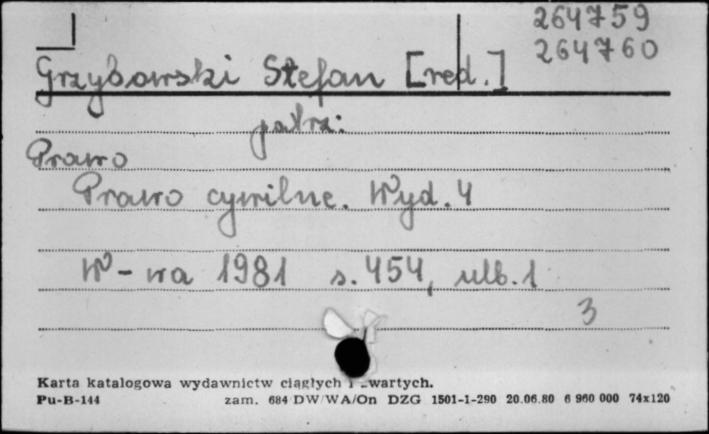 264759
264760
Grzybowski Stefan [red.]
patrz:
Prawo
Prawo cywilne. Wyd. 4
W-wa 1981 s. 454, nlb. 1
3
Karta katalogowa wydawnictw ciągłych i zwartych.
Pu-B-144 zam. 684 DW/WA/On DZG 1501-1-290 20.06.80 6 960 000 74x120